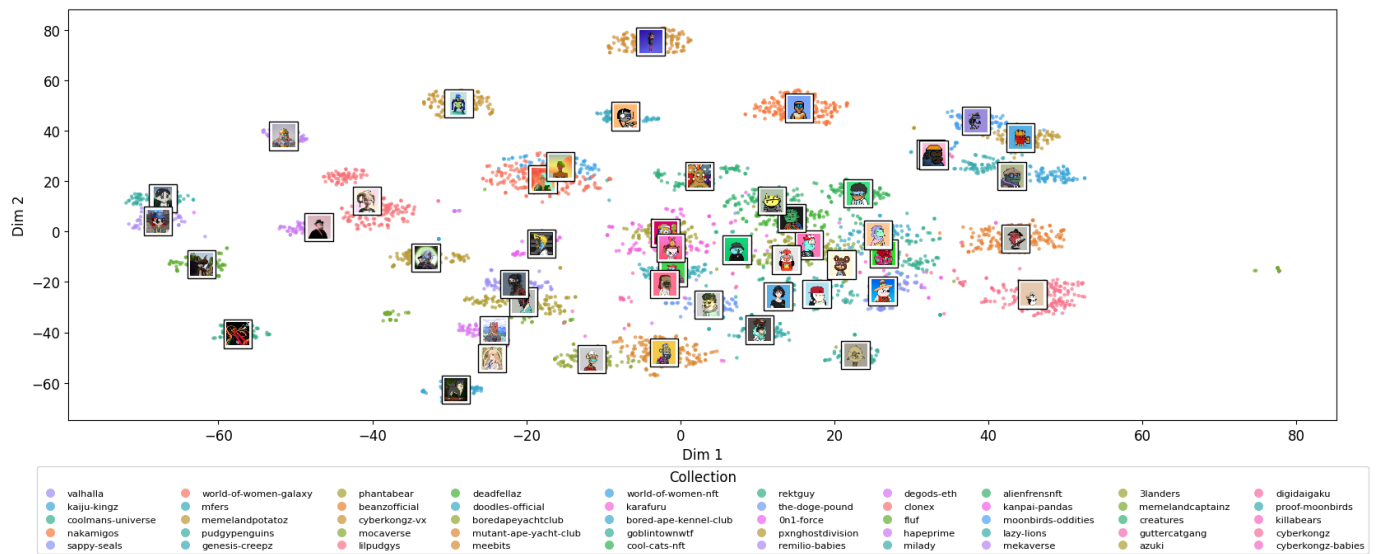 80
60
40
20
0
−20
−40
−60
Dim 2
−60 −40 −20 0 20 40 60 80
Dim 1
Collection
valhalla world-of-women-galaxy phantabear deadfellaz world-of-women-nft rektguy degods-eth alienfrensnft 3landers digidaigaku
kaiju-kingz mfers beanzofficial doodles-official karafuru the-doge-pound clonex kanpai-pandas memelandcaptainz proof-moonbirds
coolmans-universe memelandpotatoz cyberkongz-vx boredapeyachtclub bored-ape-kennel-club 0n1-force fluf moonbirds-oddities creatures killabears
nakamigos pudgypenguins mocaverse mutant-ape-yacht-club goblintownwtf pxnghostdivision hapeprime lazy-lions guttercatgang cyberkongz
sappy-seals genesis-creepz lilpudgys meebits cool-cats-nft remilio-babies milady mekaverse azuki cyberkongz-babies